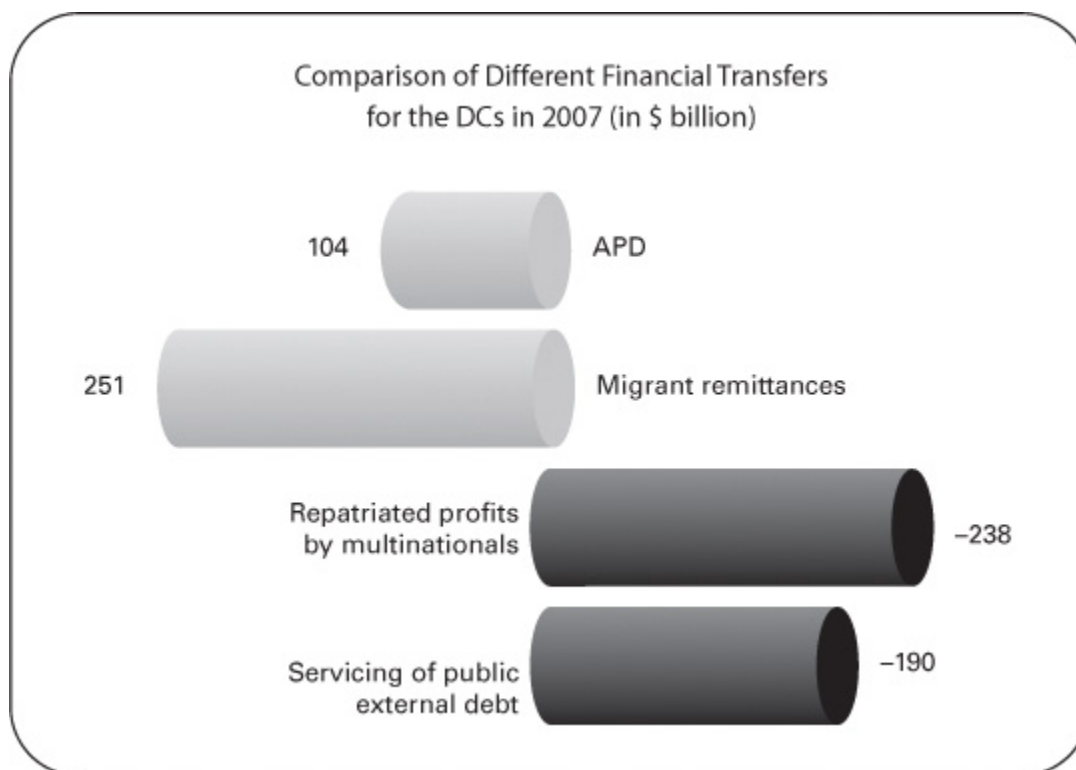 Comparison of Different Financial Transfers
for the DCs in 2007 (in $ billion)
104
APD
251
Migrant remittances
Repatriated profits
by multinationals
–238
Servicing of public
external debt
–190